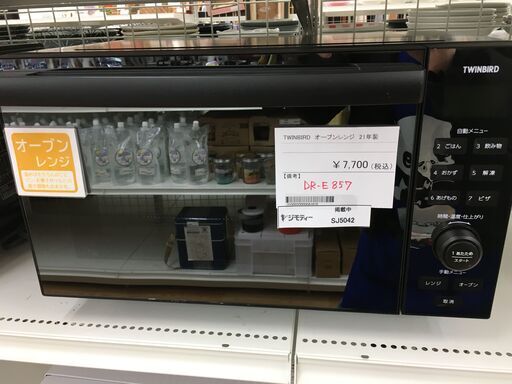 TWINBIRD
オーブン
レンジ
TWINBIRD オーブンレンジ 21年製
￥7,700(税込)
【備考】
DR-E857
掲載中
ジモティー
SJ5042
自動メニュー
2 ごはん
3 飲み物
4 おかず
5 解凍
6 あげもの
7 ピザ
時間・温度・仕上がり
1 あたため
スタート
手動メニュー
レンジ
オーブン
取消